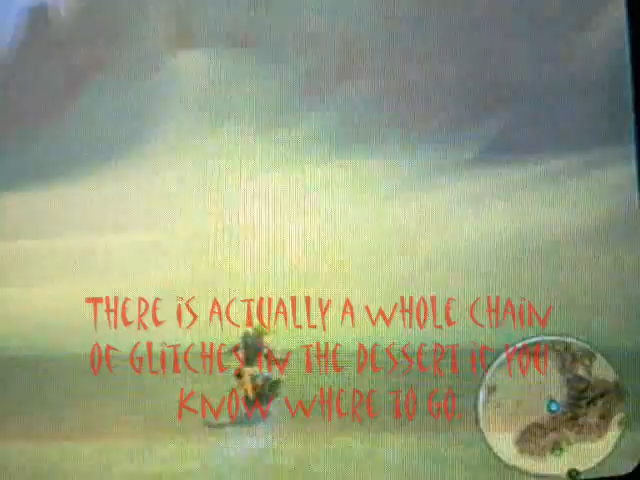 THERE IS ACTUALLY A WHOLE CHAIN
OF GLITCHES IN THE DESSERT IF YOU
KNOW WHERE TO GO.